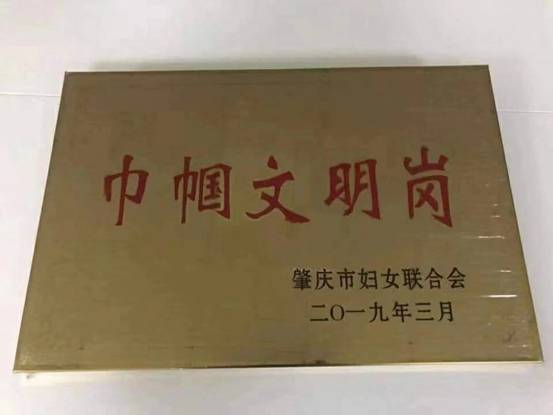 巾帼文明岗
肇庆市妇女联合会
二〇一九年三月